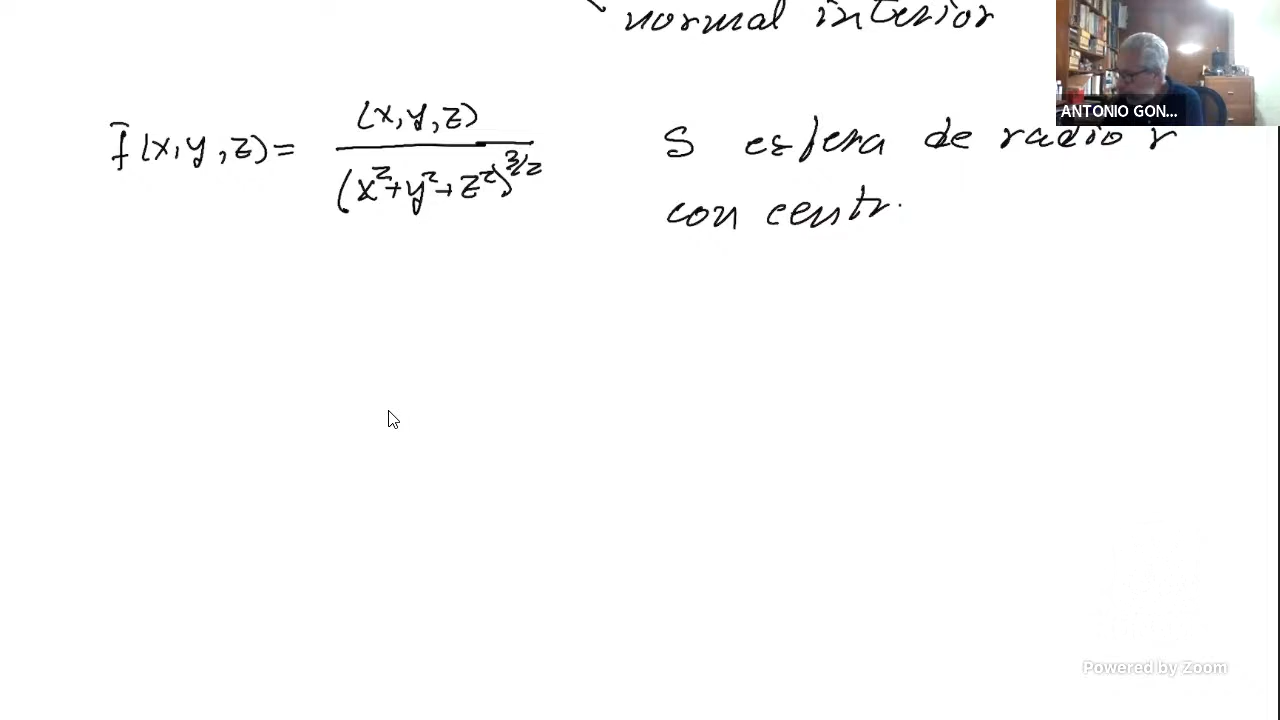 normal interior
ANTONIO GON...
f̄(x,y,z)= (x,y,z) / (x²+y²+z²)^3/2
S esfera de radio r
con centr
Powered by Zoom